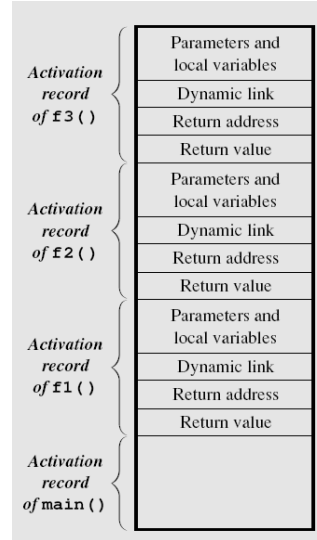 Activation
record
of f3()
Parameters and
local variables
Dynamic link
Return address
Return value
Activation
record
of f2()
Parameters and
local variables
Dynamic link
Return address
Return value
Activation
record
of f1()
Parameters and
local variables
Dynamic link
Return address
Return value
Activation
record
of main()